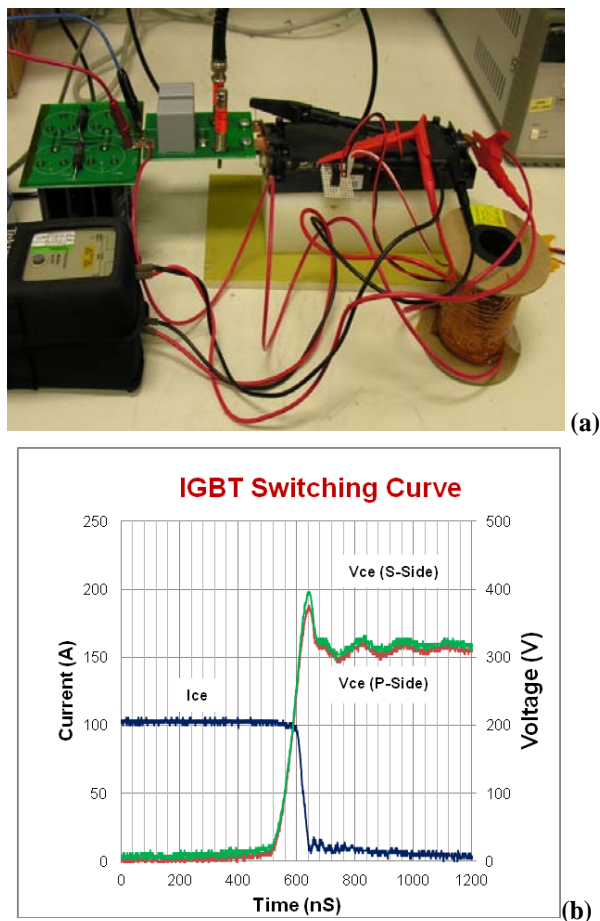 (a)
IGBT Switching Curve
250
200
150
100
50
0
Current (A)
500
400
300
200
100
0
Voltage (V)
Vce (S-Side)
Vce (P-Side)
Ice
0 200 400 600 800 1000 1200
Time (nS)
(b)